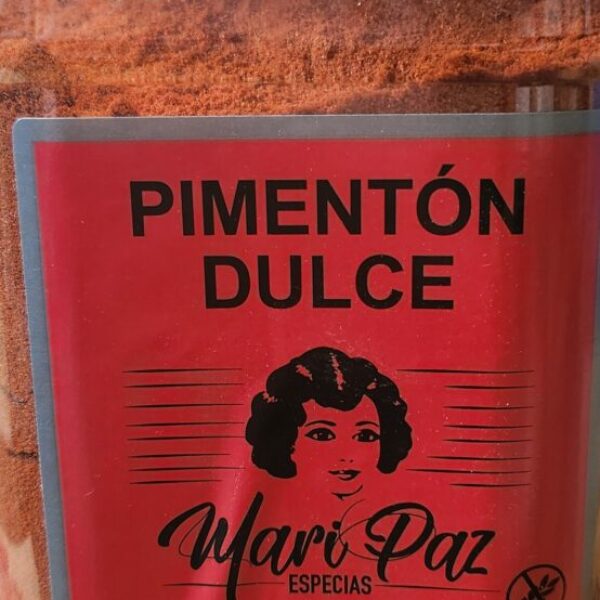 PIMENTÓN
DULCE
Mari Paz
ESPECIAS